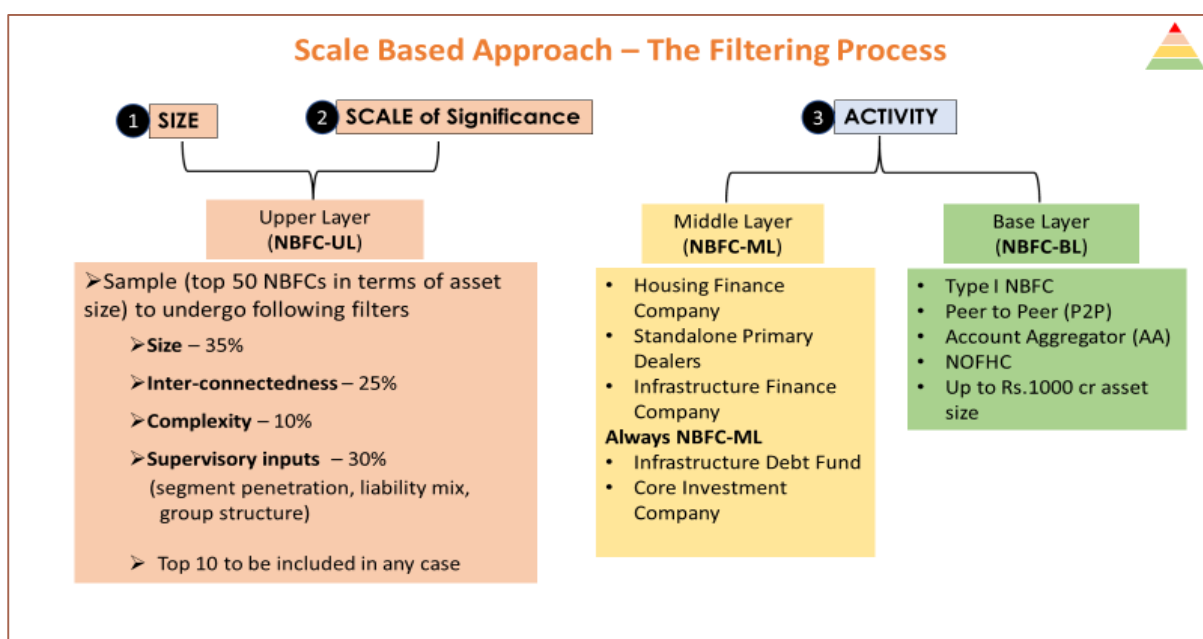 Scale Based Approach – The Filtering Process
1 SIZE
2 SCALE of Significance
3 ACTIVITY
Upper Layer
(NBFC-UL)
➢Sample (top 50 NBFCs in terms of asset
size) to undergo following filters
➢Size – 35%
➢Inter-connectedness – 25%
➢Complexity – 10%
➢Supervisory inputs – 30%
(segment penetration, liability mix,
group structure)
➢ Top 10 to be included in any case
Middle Layer
(NBFC-ML)
• Housing Finance
Company
• Standalone Primary
Dealers
• Infrastructure Finance
Company
Always NBFC-ML
• Infrastructure Debt Fund
• Core Investment
Company
Base Layer
(NBFC-BL)
• Type I NBFC
• Peer to Peer (P2P)
• Account Aggregator (AA)
• NOFHC
• Up to Rs.1000 cr asset
size